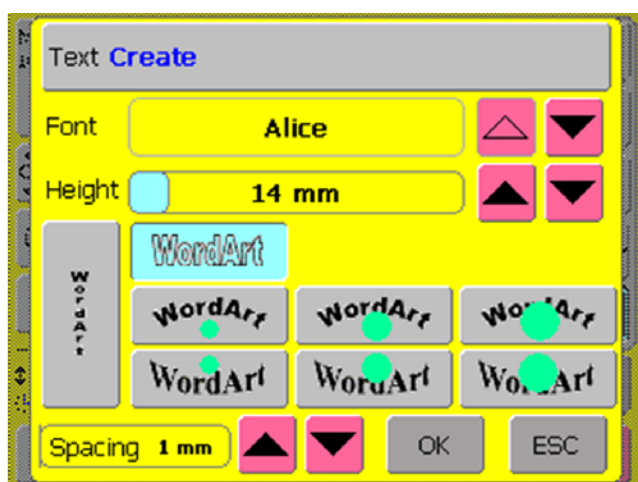 Text Create
Font Alice
Height 14 mm
WordArt
WordArt
WordArt WordArt WordArt
WordArt WordArt WordArt
Spacing 1 mm OK ESC